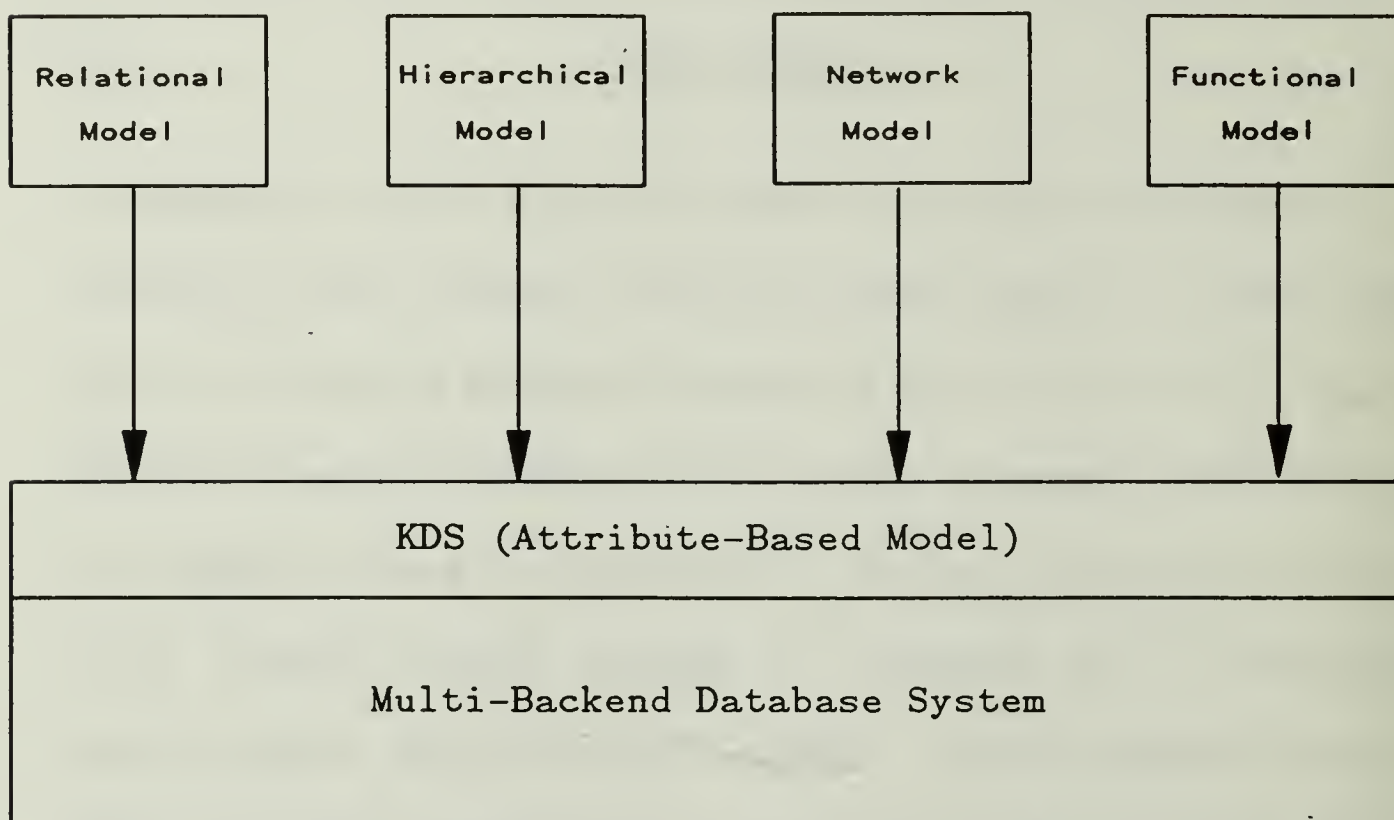 Relational
Model
Hierarchical
Model
Network
Model
Functional
Model
KDS (Attribute-Based Model)
Multi-Backend Database System